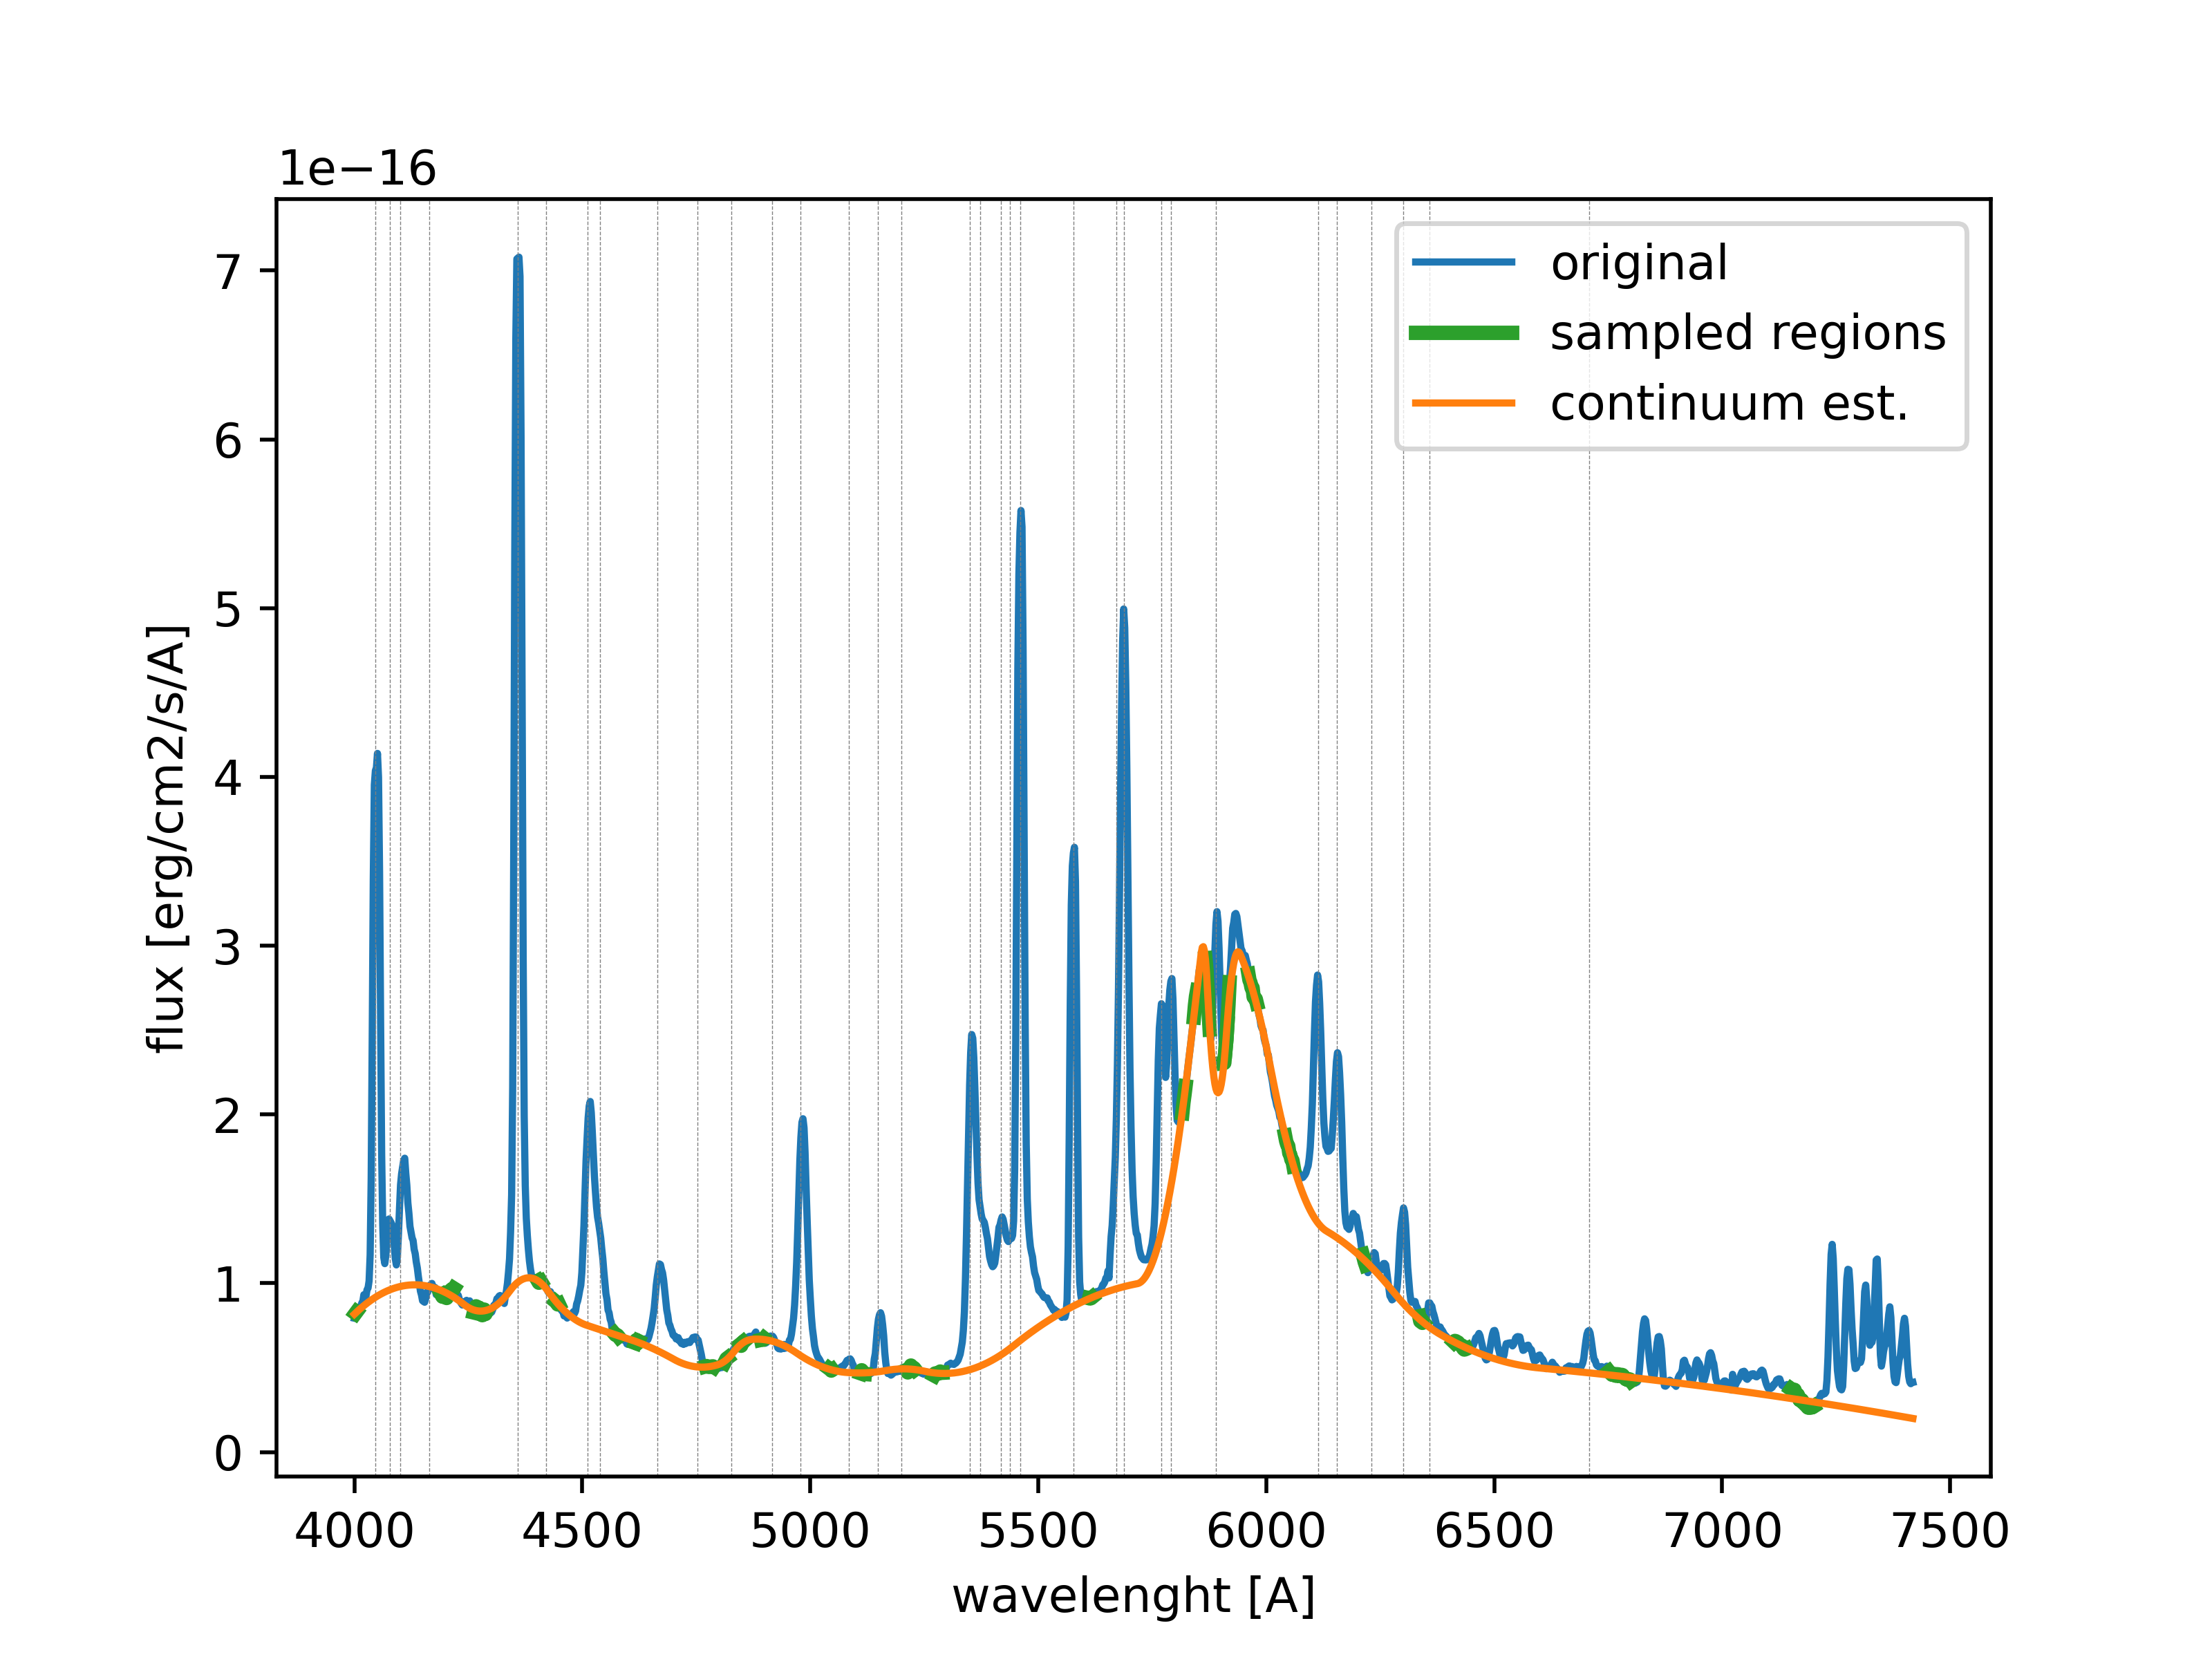 1e−16
7
6
5
4
3
2
1
0
flux [erg/cm2/s/A]
original
sampled regions
continuum est.
4000 4500 5000 5500 6000 6500 7000 7500
wavelenght [A]